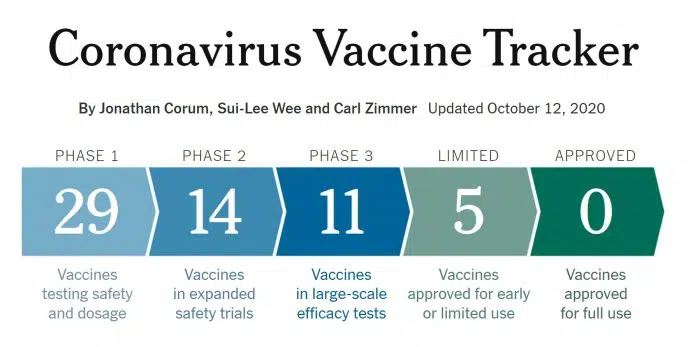 Coronavirus Vaccine Tracker
By Jonathan Corum, Sui-Lee Wee and Carl Zimmer Updated October 12, 2020
PHASE 1 PHASE 2 PHASE 3 LIMITED APPROVED
29 14 11 5 0
Vaccines Vaccines Vaccines Vaccines Vaccines
testing safety in expanded in large-scale approved for early approved
and dosage safety trials efficacy tests or limited use for full use